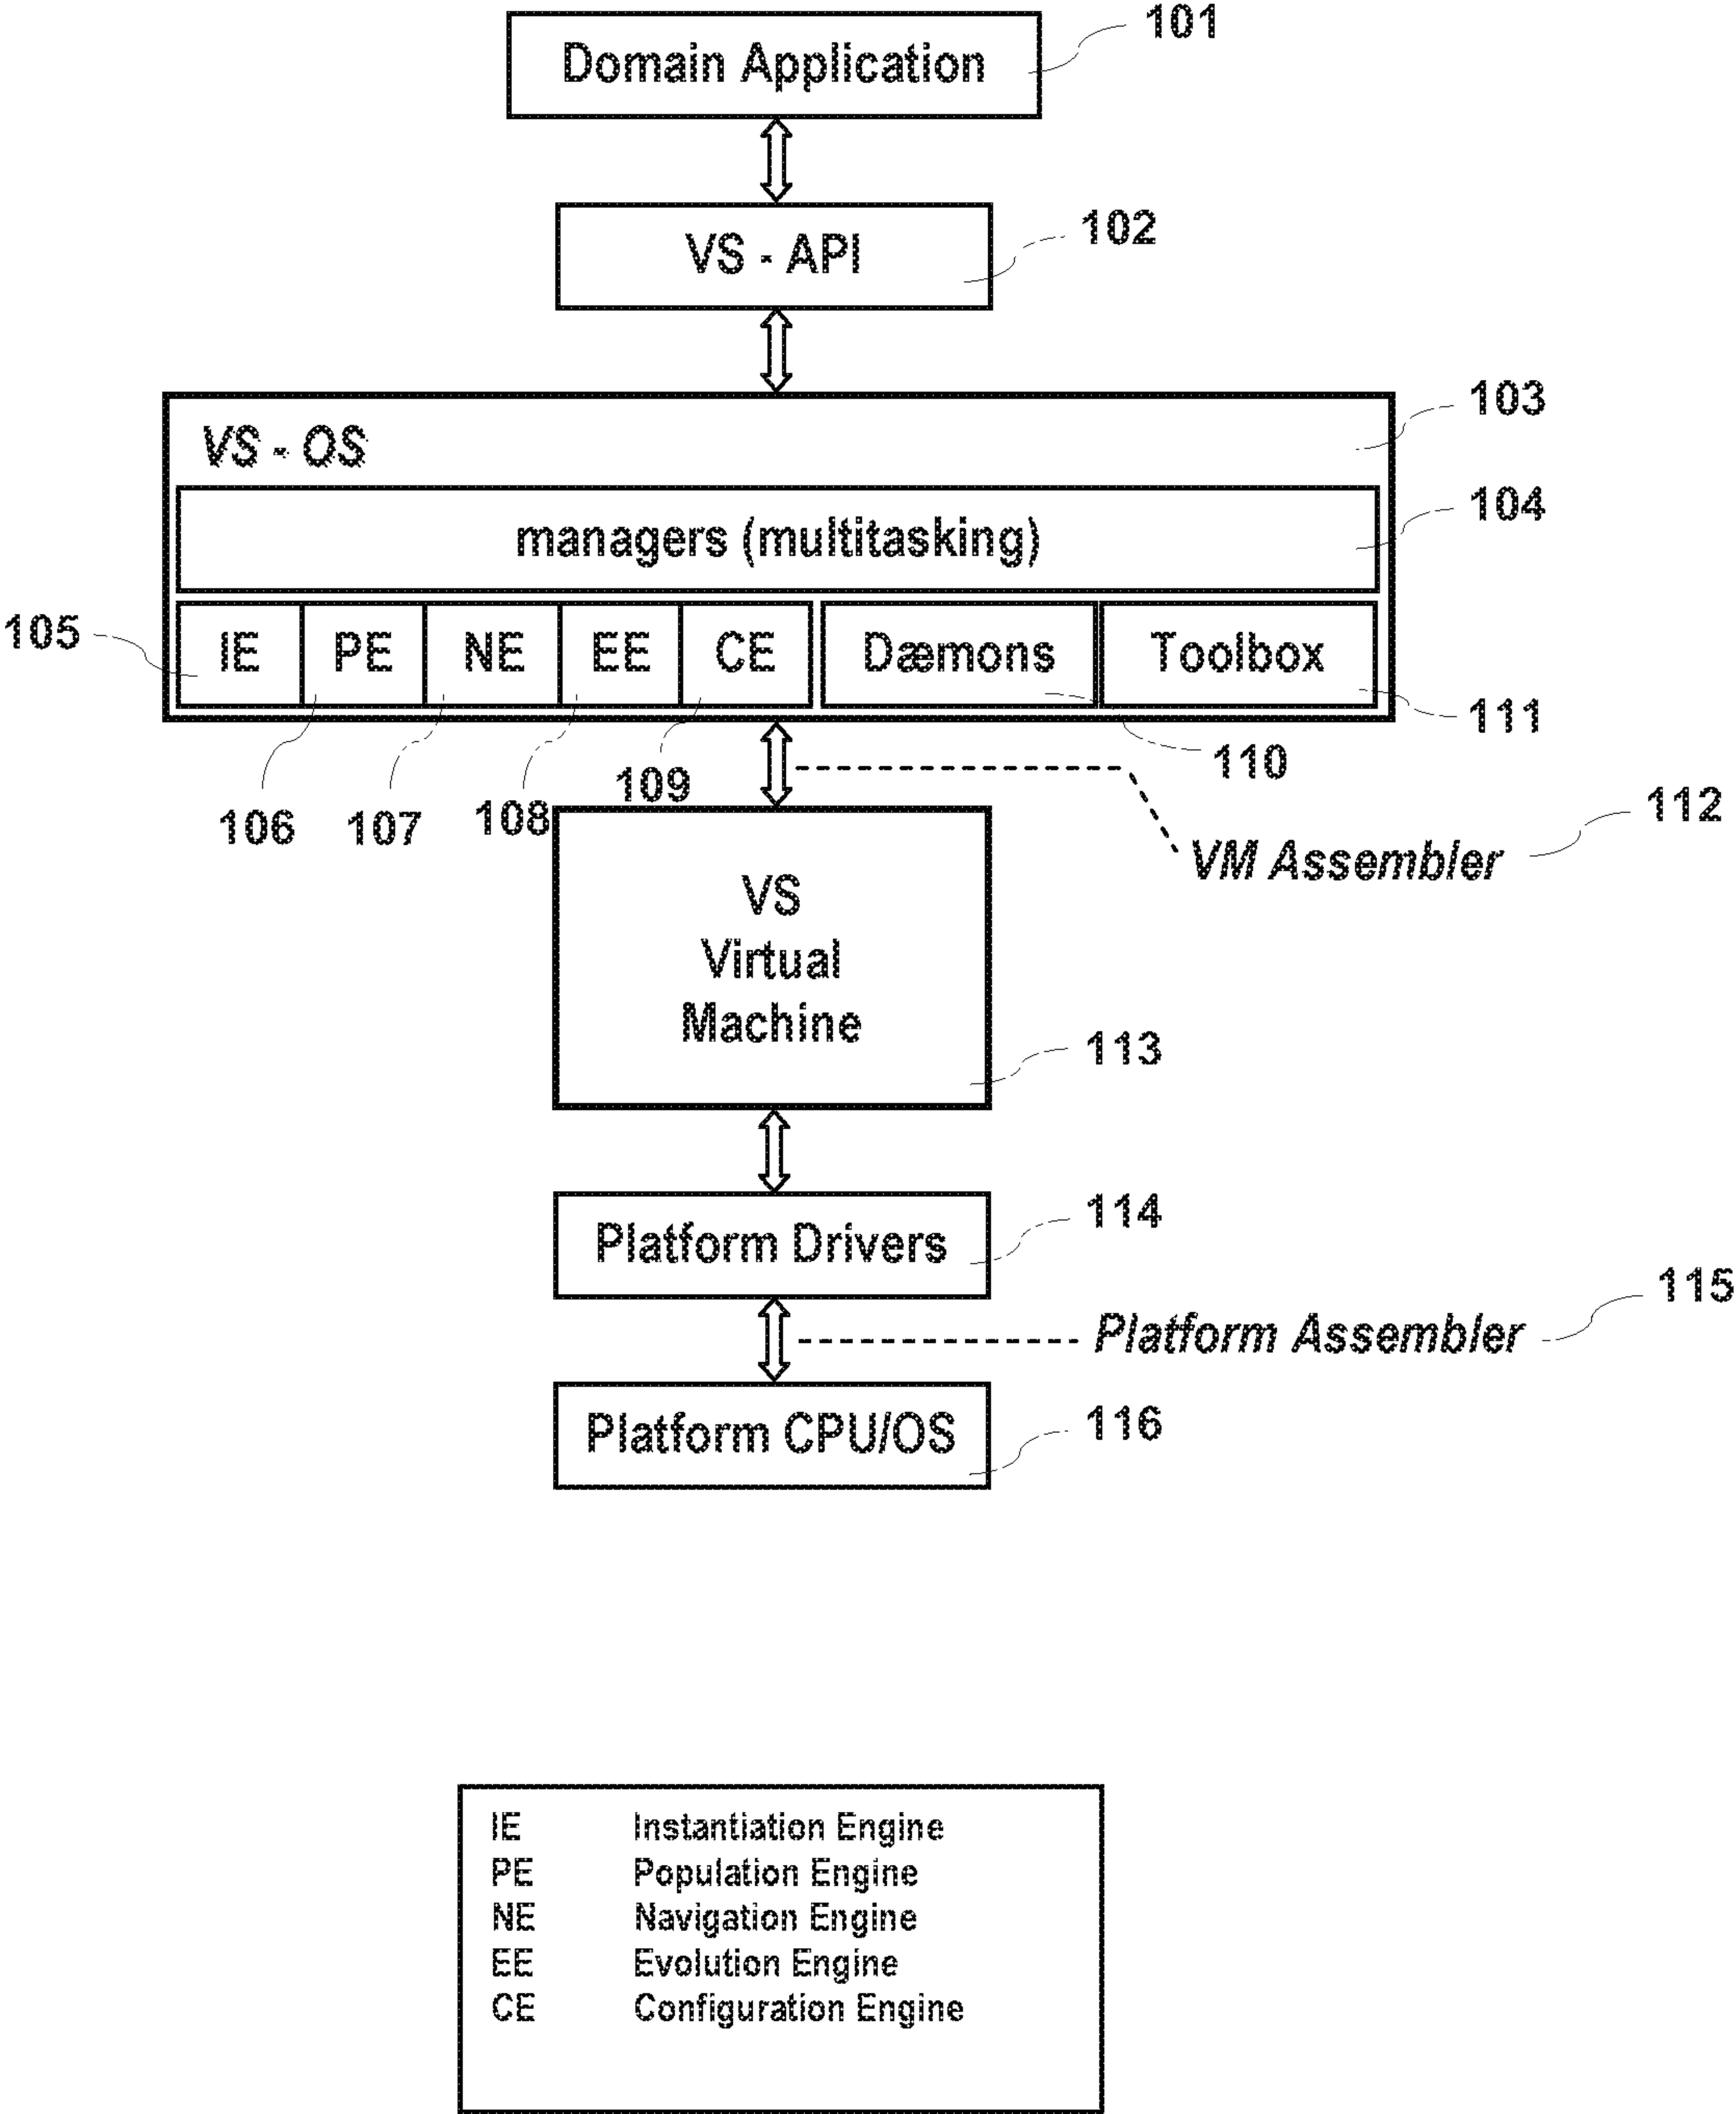 101
Domain Application
102
VS - API
103
VS - OS
104
managers (multitasking)
105
IE PE NE EE CE Dæmons Toolbox
111
110
109
106 107 108
112
VM Assembler
VS
Virtual
Machine
113
114
Platform Drivers
115
Platform Assembler
116
Platform CPU/OS
IE Instantiation Engine
PE Population Engine
NE Navigation Engine
EE Evolution Engine
CE Configuration Engine